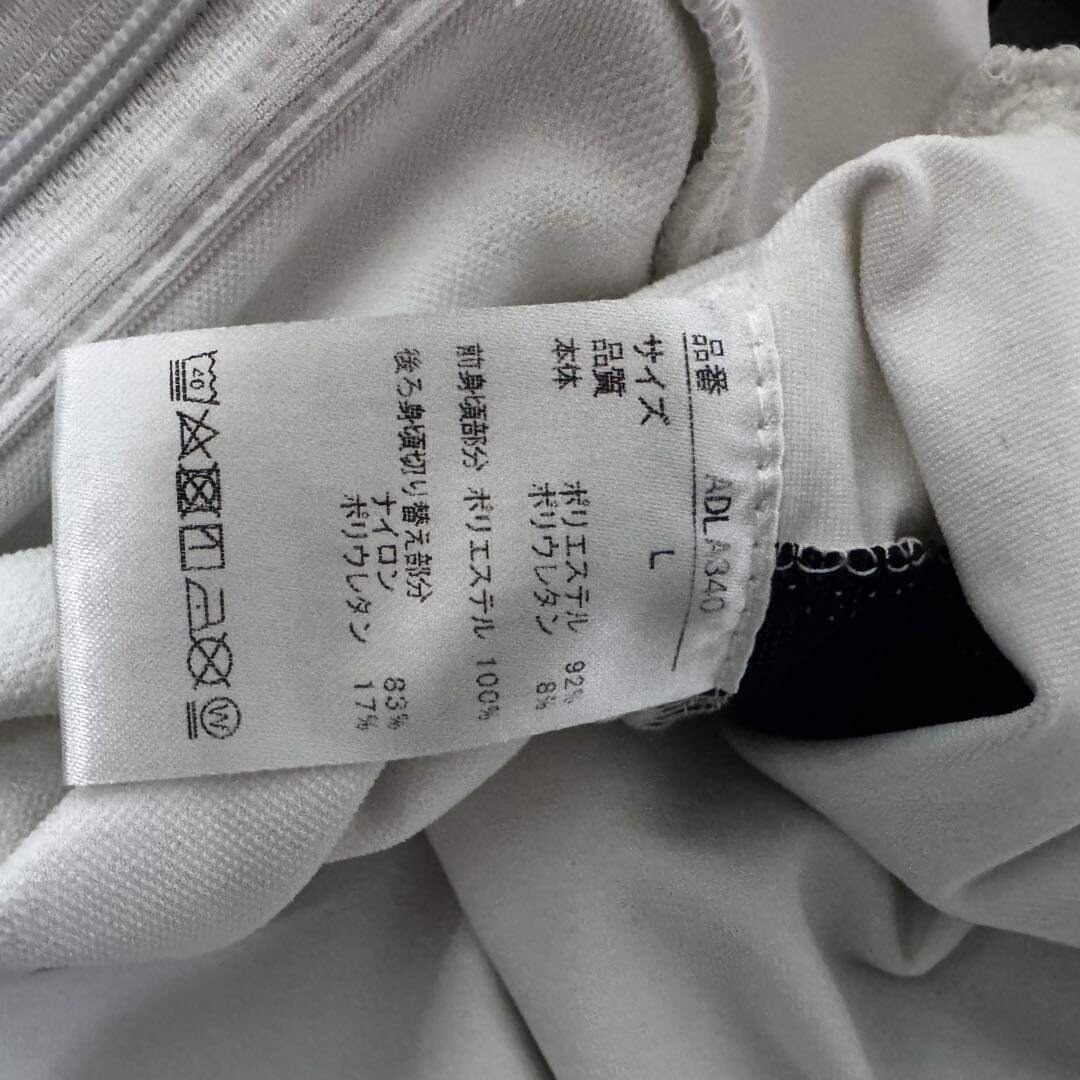 品番 ADLA340
サイズ L
品質
本体 ポリエステル 92%
ポリウレタン 8%
前身頃部分 ポリエステル 100%
後ろ身頃切り替え部分
ナイロン 83%
ポリウレタン 17%
40
W